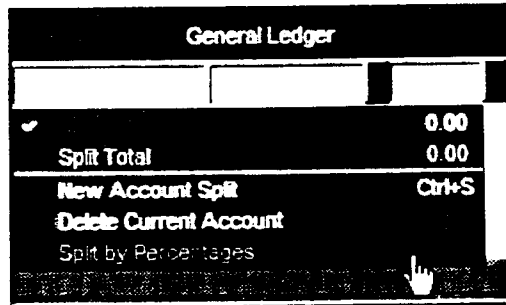 General Ledger
0.00
Split Total 0.00
New Account Split Ctrl+S
Delete Current Account
Split by Percentages